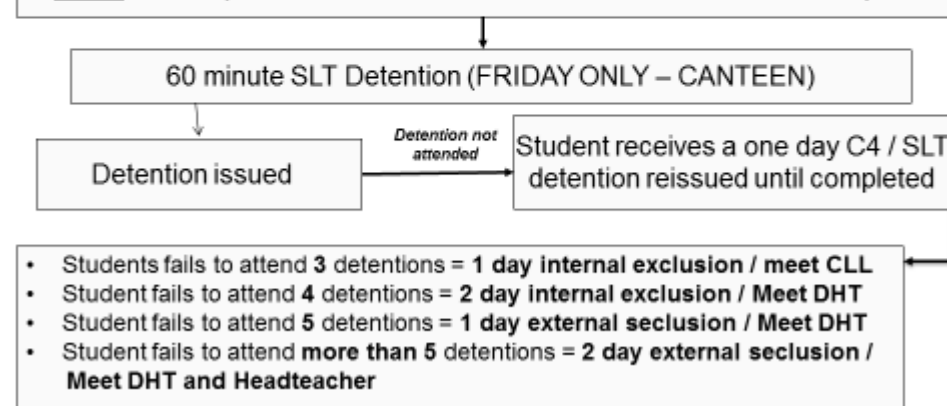 60 minute SLT Detention (FRIDAY ONLY – CANTEEN)
Detention issued
Detention not
attended
Student receives a one day C4 / SLT
detention reissued until completed
• Students fails to attend 3 detentions = 1 day internal exclusion / meet CLL
• Student fails to attend 4 detentions = 2 day internal exclusion / Meet DHT
• Student fails to attend 5 detentions = 1 day external seclusion / Meet DHT
• Student fails to attend more than 5 detentions = 2 day external seclusion /
Meet DHT and Headteacher